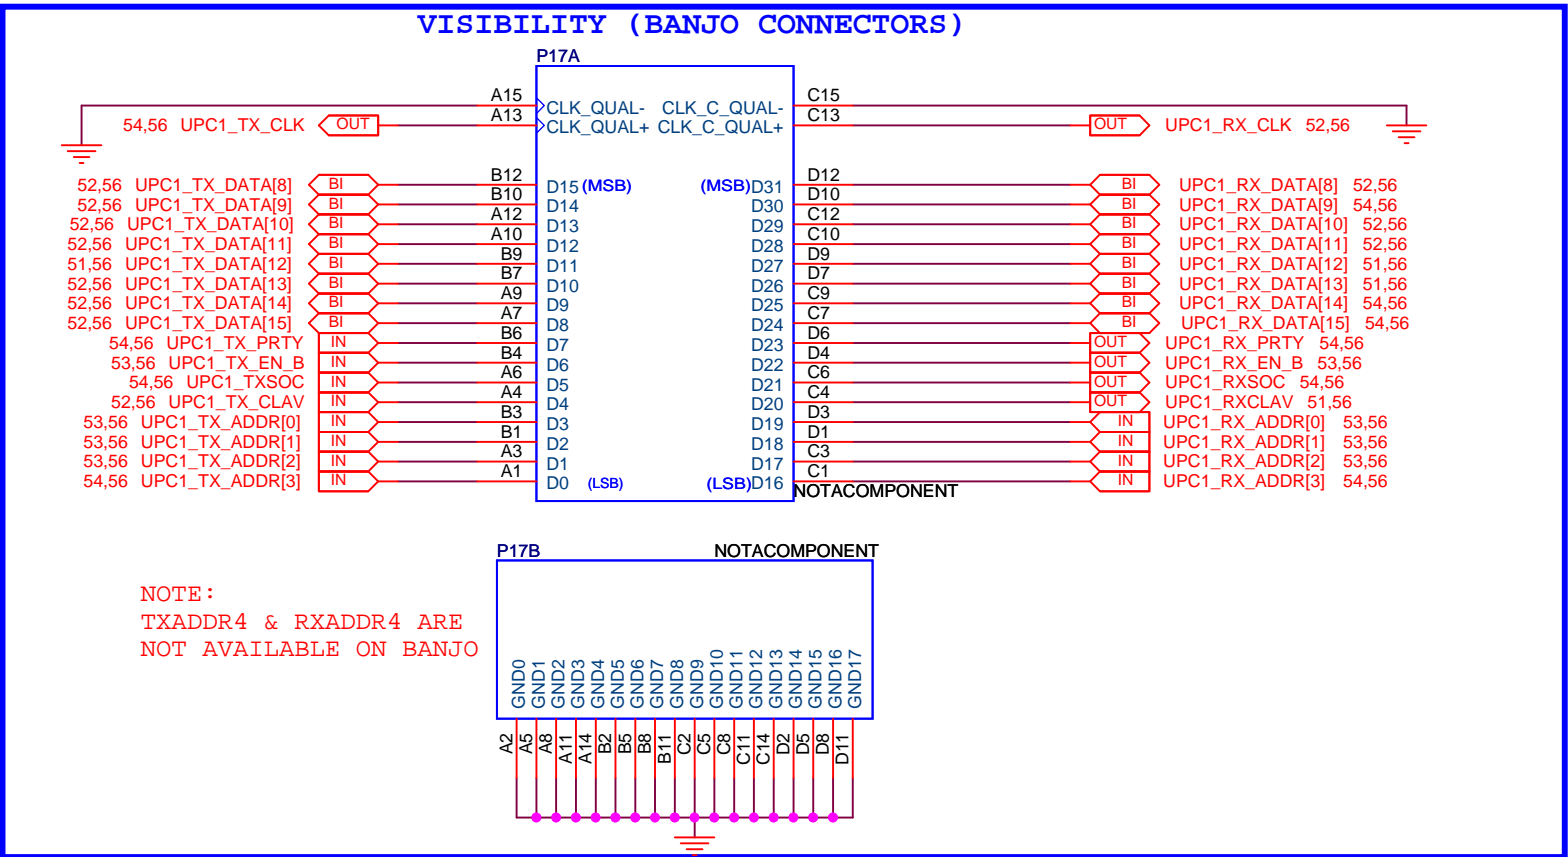 VISIBILITY (BANJO CONNECTORS)
P17A
A15 CLK_QUAL- CLK_C_QUAL- C15
54,56 UPC1_TX_CLK OUT A13 CLK_QUAL+ CLK_C_QUAL+ C13 OUT UPC1_RX_CLK 52,56
52,56 UPC1_TX_DATA[8] BI B12 D15 (MSB) (MSB) D31 D12 BI UPC1_RX_DATA[8] 52,56
52,56 UPC1_TX_DATA[9] BI B10 D14 D30 D10 BI UPC1_RX_DATA[9] 54,56
52,56 UPC1_TX_DATA[10] BI A12 D13 D29 C12 BI UPC1_RX_DATA[10] 52,56
52,56 UPC1_TX_DATA[11] BI A10 D12 D28 C10 BI UPC1_RX_DATA[11] 52,56
51,56 UPC1_TX_DATA[12] BI B9 D11 D27 D9 BI UPC1_RX_DATA[12] 51,56
52,56 UPC1_TX_DATA[13] BI B7 D10 D26 D7 BI UPC1_RX_DATA[13] 51,56
52,56 UPC1_TX_DATA[14] BI A9 D9 D25 C9 BI UPC1_RX_DATA[14] 54,56
52,56 UPC1_TX_DATA[15] BI A7 D8 D24 C7 BI UPC1_RX_DATA[15] 54,56
54,56 UPC1_TX_PRTY IN B6 D7 D23 D6 OUT UPC1_RX_PRTY 54,56
53,56 UPC1_TX_EN_B IN B4 D6 D22 D4 OUT UPC1_RX_EN_B 53,56
54,56 UPC1_TXSOC IN A6 D5 D21 C6 OUT UPC1_RXSOC 54,56
52,56 UPC1_TX_CLAV IN A4 D4 D20 C4 OUT UPC1_RXCLAV 51,56
53,56 UPC1_TX_ADDR[0] IN B3 D3 D19 D3 IN UPC1_RX_ADDR[0] 53,56
53,56 UPC1_TX_ADDR[1] IN B1 D2 D18 D1 IN UPC1_RX_ADDR[1] 53,56
53,56 UPC1_TX_ADDR[2] IN A3 D1 D17 C3 IN UPC1_RX_ADDR[2] 53,56
54,56 UPC1_TX_ADDR[3] IN A1 D0 (LSB) (LSB) D16 C1 IN UPC1_RX_ADDR[3] 54,56
NOTACOMPONENT
P17B NOTACOMPONENT
NOTE:
TXADDR4 & RXADDR4 ARE
NOT AVAILABLE ON BANJO
GND0 GND1 GND2 GND3 GND4 GND5 GND6 GND7 GND8 GND9 GND10 GND11 GND12 GND13 GND14 GND15 GND16 GND17
A2 A5 A8 A11 A14 B2 B5 B8 B11 C2 C5 C8 C11 C14 D2 D5 D8 D11